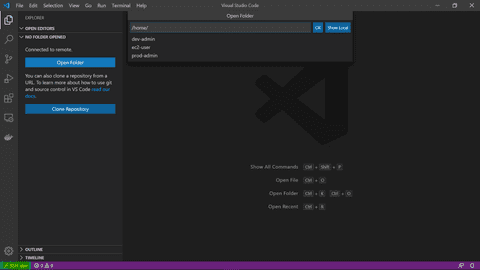 File Edit Selection View Go Run Terminal Help
Visual Studio Code
EXPLORER
OPEN EDITORS
NO FOLDER OPENED
Connected to remote.
Open Folder
You can also clone a repository from a
URL. To learn more about how to use git
and source control in VS Code read our
docs.
Clone Repository
Open Folder
/home/
OK
Show Local
dev-admin
ec2-user
prod-admin
Show All Commands Ctrl + Shift + P
Open File Ctrl + O
Open Folder Ctrl + K Ctrl + O
Open Recent Ctrl + R
OUTLINE
TIMELINE
0 0